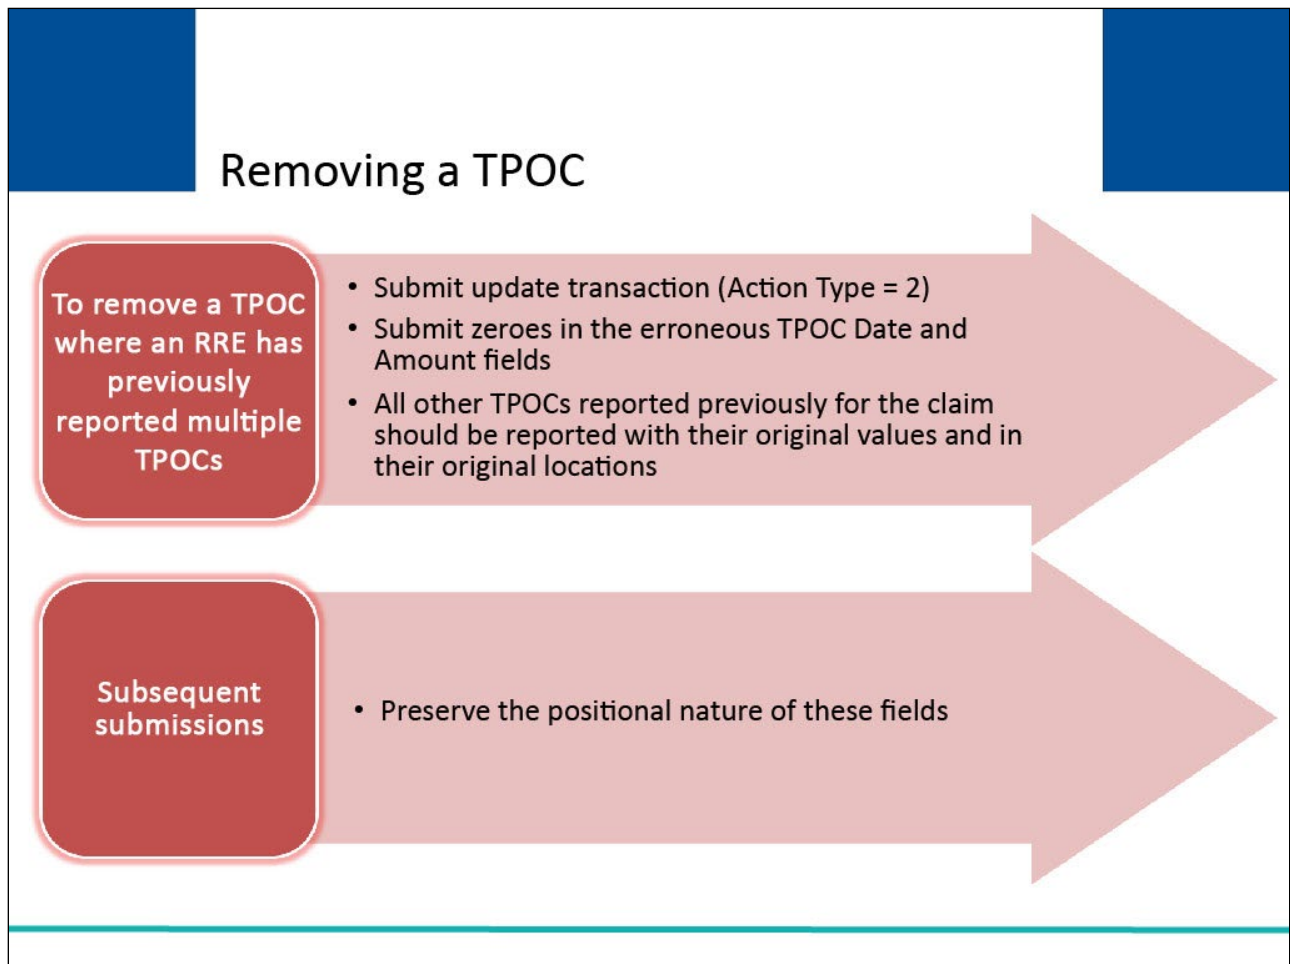 Removing a TPOC
To remove a TPOC
where an RRE has
previously
reported multiple
TPOCs
• Submit update transaction (Action Type = 2)
• Submit zeroes in the erroneous TPOC Date and
Amount fields
• All other TPOCs reported previously for the claim
should be reported with their original values and in
their original locations
Subsequent
submissions
• Preserve the positional nature of these fields